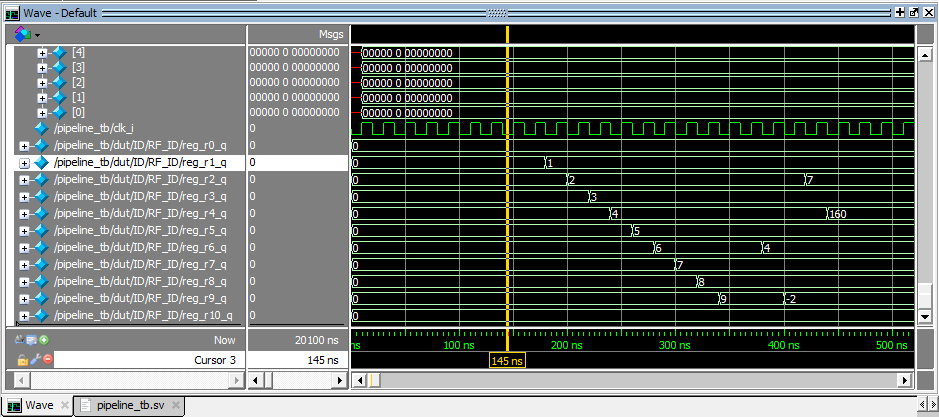 Wave - Default
Msgs
[4] 00000 0 00000000 00000 0 00000000
[3] 00000 0 00000000 00000 0 00000000
[2] 00000 0 00000000 00000 0 00000000
[1] 00000 0 00000000 00000 0 00000000
[0] 00000 0 00000000 00000 0 00000000
/pipeline_tb/clk_i 0
/pipeline_tb/dut/ID/RF_ID/reg_r0_q 0 0
/pipeline_tb/dut/ID/RF_ID/reg_r1_q 0 0 1
/pipeline_tb/dut/ID/RF_ID/reg_r2_q 0 0 2 7
/pipeline_tb/dut/ID/RF_ID/reg_r3_q 0 0 3
/pipeline_tb/dut/ID/RF_ID/reg_r4_q 0 0 4 160
/pipeline_tb/dut/ID/RF_ID/reg_r5_q 0 0 5
/pipeline_tb/dut/ID/RF_ID/reg_r6_q 0 0 6 4
/pipeline_tb/dut/ID/RF_ID/reg_r7_q 0 0 7
/pipeline_tb/dut/ID/RF_ID/reg_r8_q 0 0 8
/pipeline_tb/dut/ID/RF_ID/reg_r9_q 0 0 9 -2
/pipeline_tb/dut/ID/RF_ID/reg_r10_q 0 0
Now 20100 ns ns 100 ns 200 ns 300 ns 400 ns 500 ns
Cursor 3 145 ns 145 ns
Wave pipeline_tb.sv